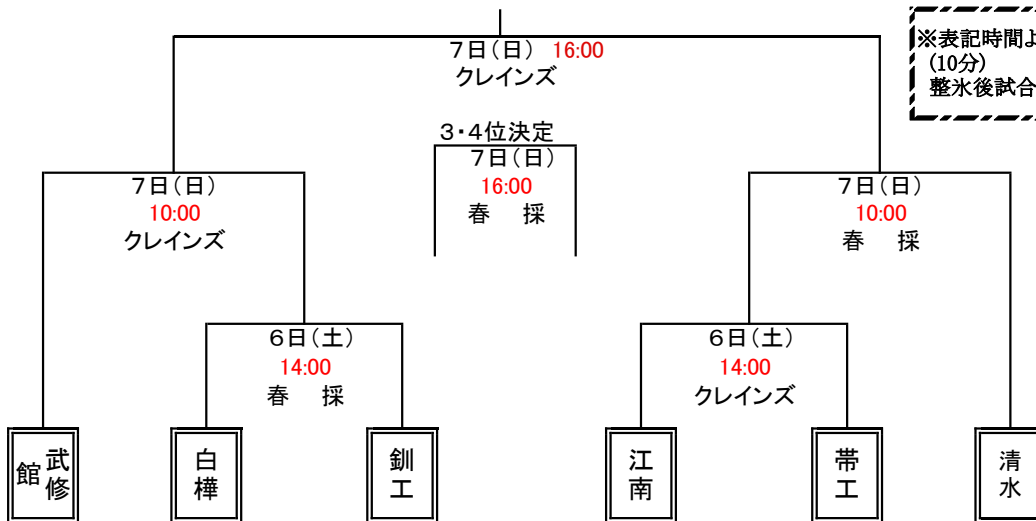 7日(日) 16:00
クレインズ
※表記時間よ
(10分)
整氷後試合
3・4位決定
7日(日)
16:00
春 採
7日(日)
10:00
クレインズ
7日(日)
10:00
春 採
6日(土)
14:00
春 採
6日(土)
14:00
クレインズ
武修館
白樺
釧工
江南
帯工
清水